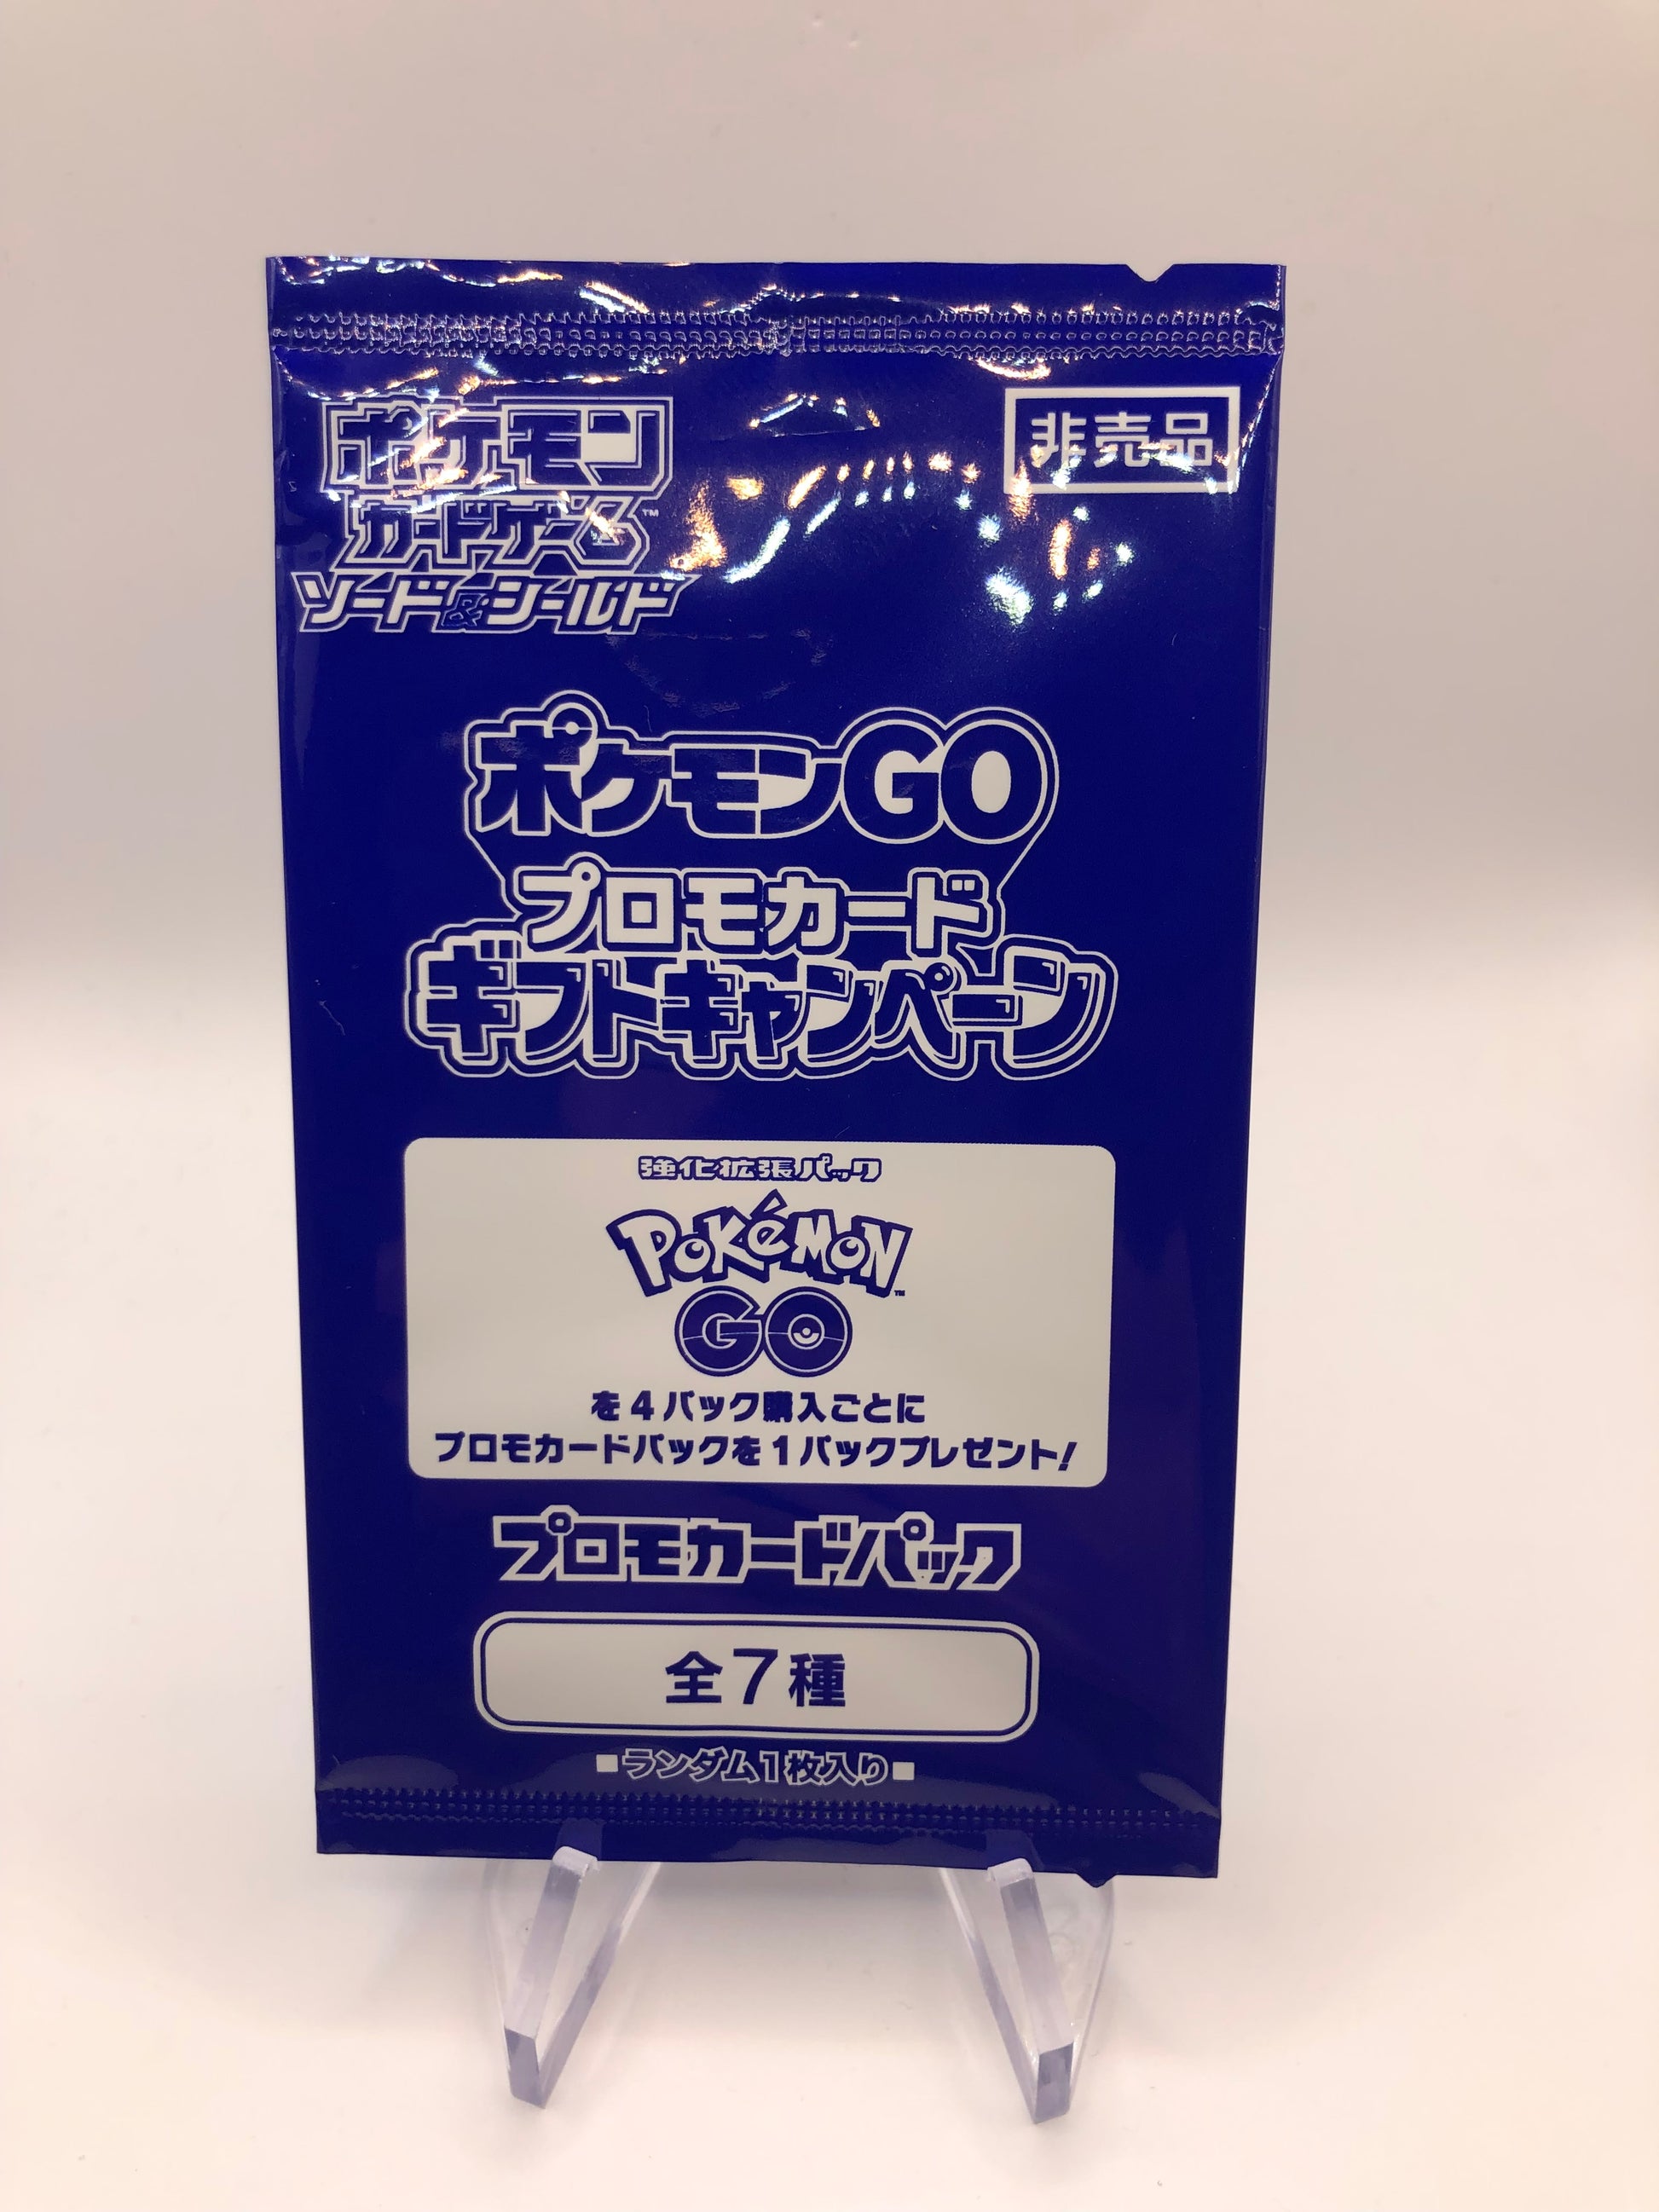 ポケモン
カードゲーム™
ソード&シールド
非売品
ポケモンGO
プロモカード
ギフトキャンペーン
強化拡張パック
POKéMON™
GO
を4パック購入ごとに
プロモカードパックを1パックプレゼント!
プロモカードパック
全7種
■ランダム1枚入り■